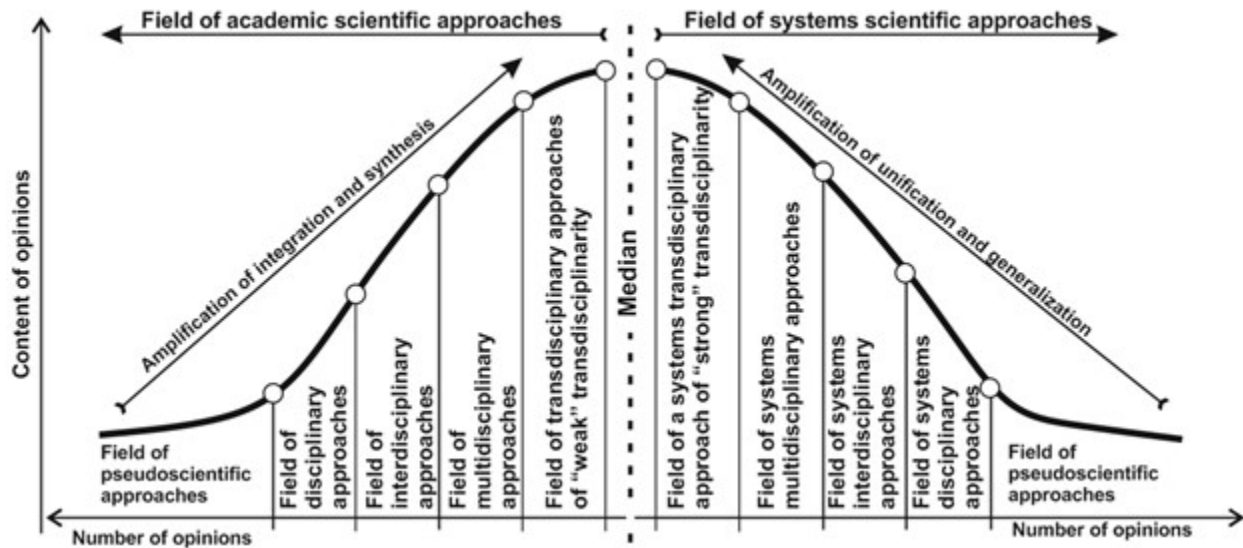 Field of academic scientific approaches
Field of systems scientific approaches
Content of opinions
Amplification of integration and synthesis
Amplification of unification and generalization
Median
Field of
pseudoscientific
approaches
Field of
disciplinary
approaches
Field of
interdisciplinary
approaches
Field of
multidisciplinary
approaches
Field of transdisciplinary approaches
of “weak” transdisciplinarity
Field of a systems transdisciplinary
approach of “strong” transdisciplinarity
Field of systems
multidisciplinary approaches
Field of systems
interdisciplinary
approaches
Field of systems
disciplinary
approaches
Field of
pseudoscientific
approaches
Number of opinions
Number of opinions